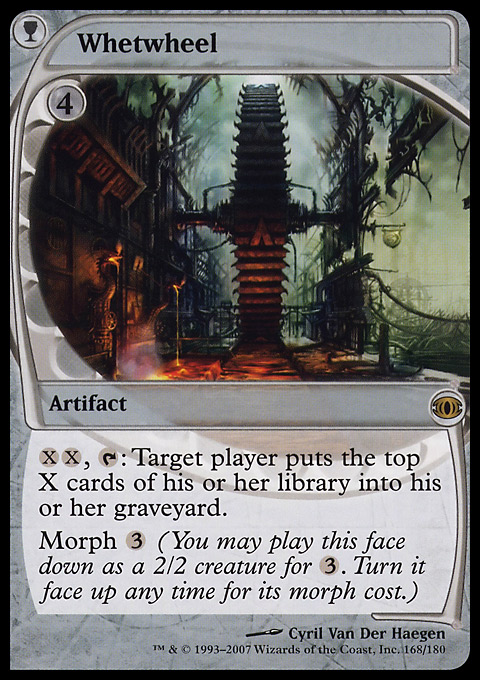 Whetwheel
4
Artifact
X X, T: Target player puts the top
X cards of his or her library into his
or her graveyard.
Morph 3 (You may play this face
down as a 2/2 creature for 3. Turn it
face up any time for its morph cost.)
Cyril Van Der Haegen
™ & © 1993–2007 Wizards of the Coast, Inc. 168/180